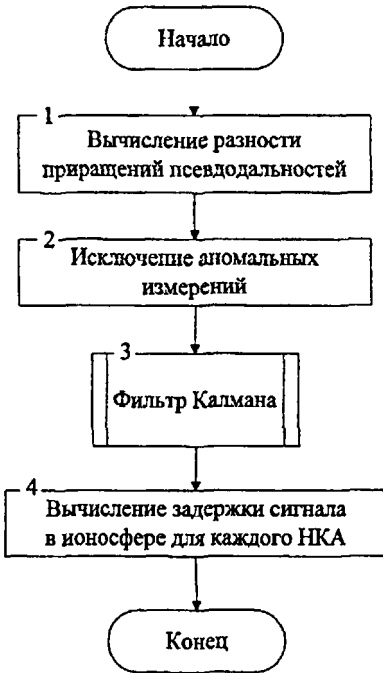 Начало
1
Вычисление разности
приращений псевдодальностей
2
Исключение аномальных
измерений
3
Фильтр Калмана
4
Вычисление задержки сигнала
в ионосфере для каждого НКА
Конец